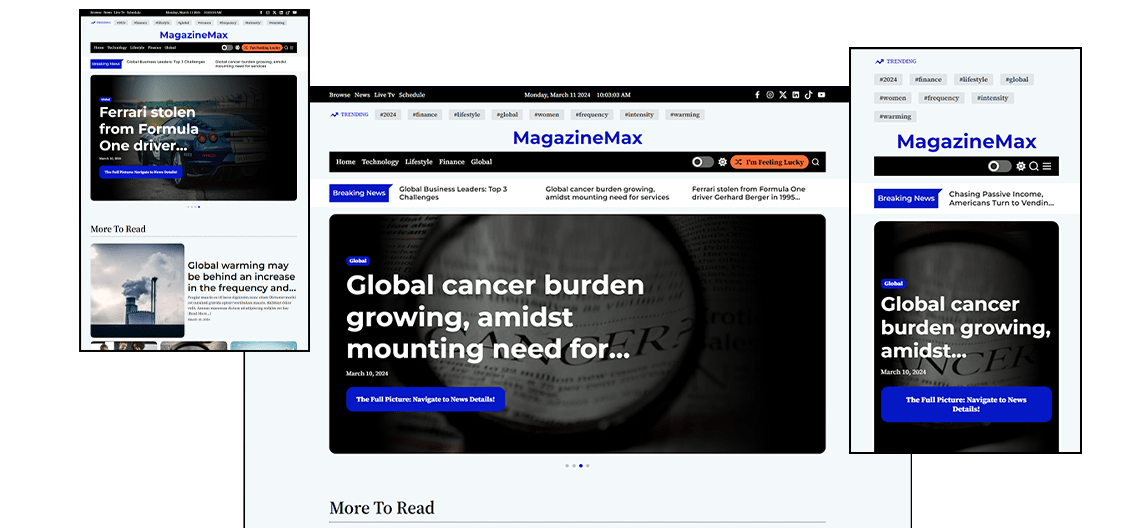 Browse News Live Tv Schedule
Monday, March 11 2024
TRENDING #2024 #finance #lifestyle #global #women #frequency #intensity #warming
MagazineMax
Home Technology Lifestyle Finance Global I'm Feeling Lucky
Breaking News
Global Business Leaders: Top 3 Challenges
Global cancer burden growing, amidst
mounting need for services
Global
Ferrari stolen
from Formula
One driver...
March 10, 2024
The Full Picture: Navigate to News Details!
More To Read
Global warming may
be behind an increase
in the frequency and...
Browse News Live Tv Schedule Monday, March 11 2024 10:03:03 AM
TRENDING #2024 #finance #lifestyle #global #women #frequency #intensity #warming
MagazineMax
Home Technology Lifestyle Finance Global I'm Feeling Lucky
Breaking News
Global Business Leaders: Top 3
Challenges
Global cancer burden growing,
amidst mounting need for services
Ferrari stolen from Formula One
driver Gerhard Berger in 1995...
Global
Global cancer burden
growing, amidst
mounting need for...
March 10, 2024
The Full Picture: Navigate to News Details!
CANCER
More To Read
TRENDING
#2024 #finance #lifestyle #global
#women #frequency #intensity
#warming
MagazineMax
Breaking News
Chasing Passive Income,
Americans Turn to Vendin...
Global
Global cancer
burden growing,
amidst...
March 10, 2024
The Full Picture: Navigate to News
Details!